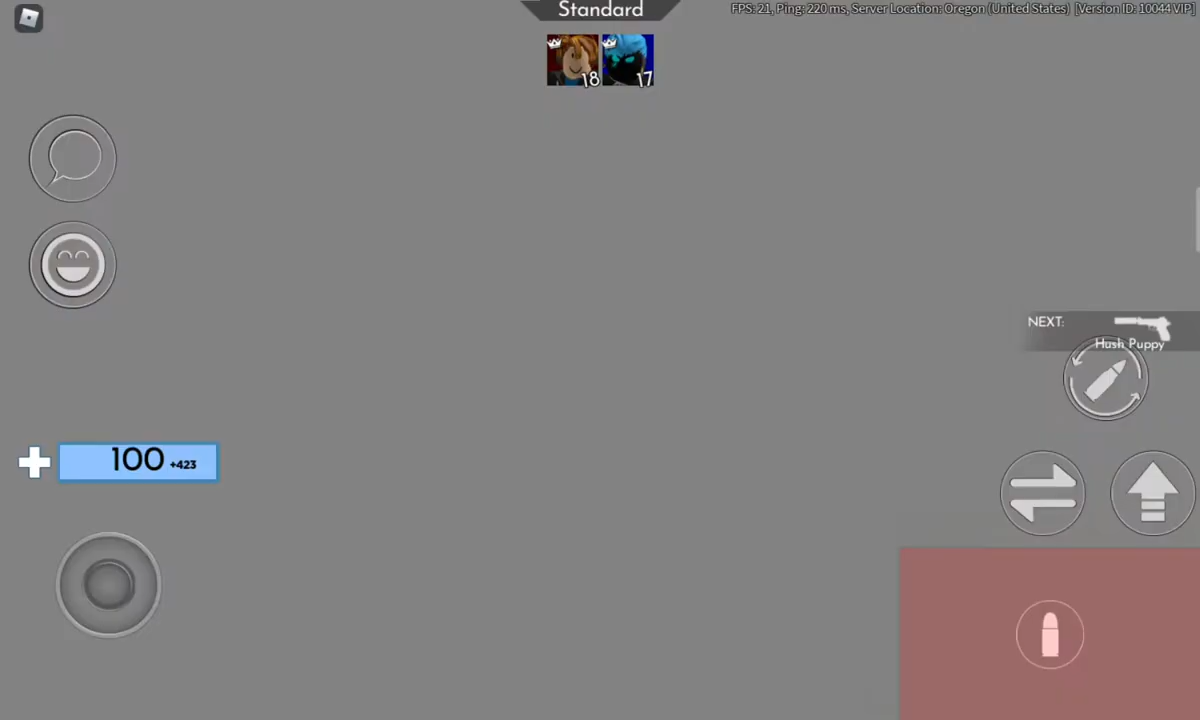 Standard
FPS: 21, Ping: 220 ms, Server Location: Oregon (United States) [Version ID: 10044 VIP]
18 17
NEXT:
Hush Puppy
100 +423